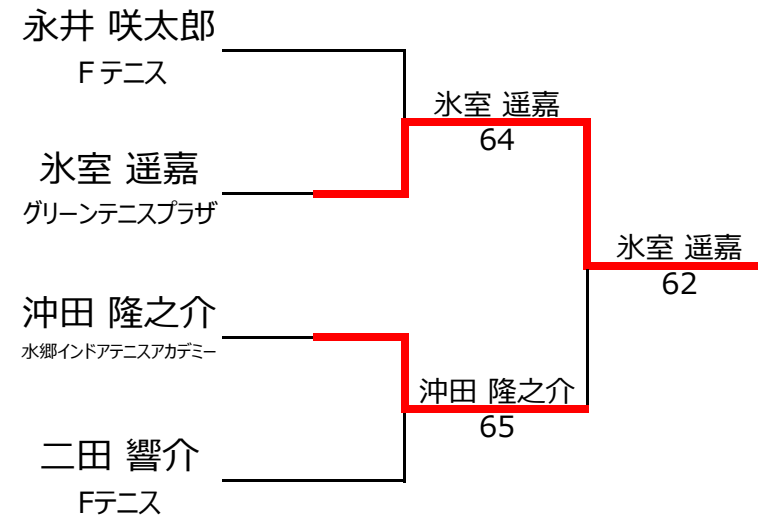 永井 咲太郎
Ｆテニス
氷室 遥嘉
64
氷室 遥嘉
グリーンテニスプラザ
氷室 遥嘉
62
沖田 隆之介
水郷インドアテニスアカデミー
沖田 隆之介
65
二田 響介
Fテニス